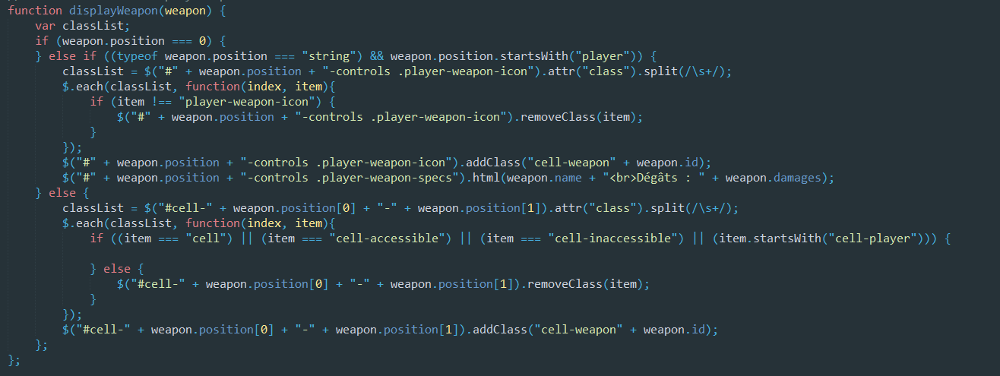 function displayWeapon(weapon) {
    var classList;
    if (weapon.position === 0) {
    } else if ((typeof weapon.position === "string") && weapon.position.startsWith("player")) {
        classList = $("#" + weapon.position + "-controls .player-weapon-icon").attr("class").split(/\s+/);
        $.each(classList, function(index, item){
            if (item !== "player-weapon-icon") {
                $("#" + weapon.position + "-controls .player-weapon-icon").removeClass(item);
            }
        });
        $("#" + weapon.position + "-controls .player-weapon-icon").addClass("cell-weapon" + weapon.id);
        $("#" + weapon.position + "-controls .player-weapon-specs").html(weapon.name + "<br>Dégâts : " + weapon.damages);
    } else {
        classList = $("#cell-" + weapon.position[0] + "-" + weapon.position[1]).attr("class").split(/\s+/);
        $.each(classList, function(index, item){
            if ((item === "cell") || (item === "cell-accessible") || (item === "cell-inaccessible") || (item.startsWith("cell-player"))) {

            } else {
                $("#cell-" + weapon.position[0] + "-" + weapon.position[1]).removeClass(item);
            }
        });
        $("#cell-" + weapon.position[0] + "-" + weapon.position[1]).addClass("cell-weapon" + weapon.id);
    };
};